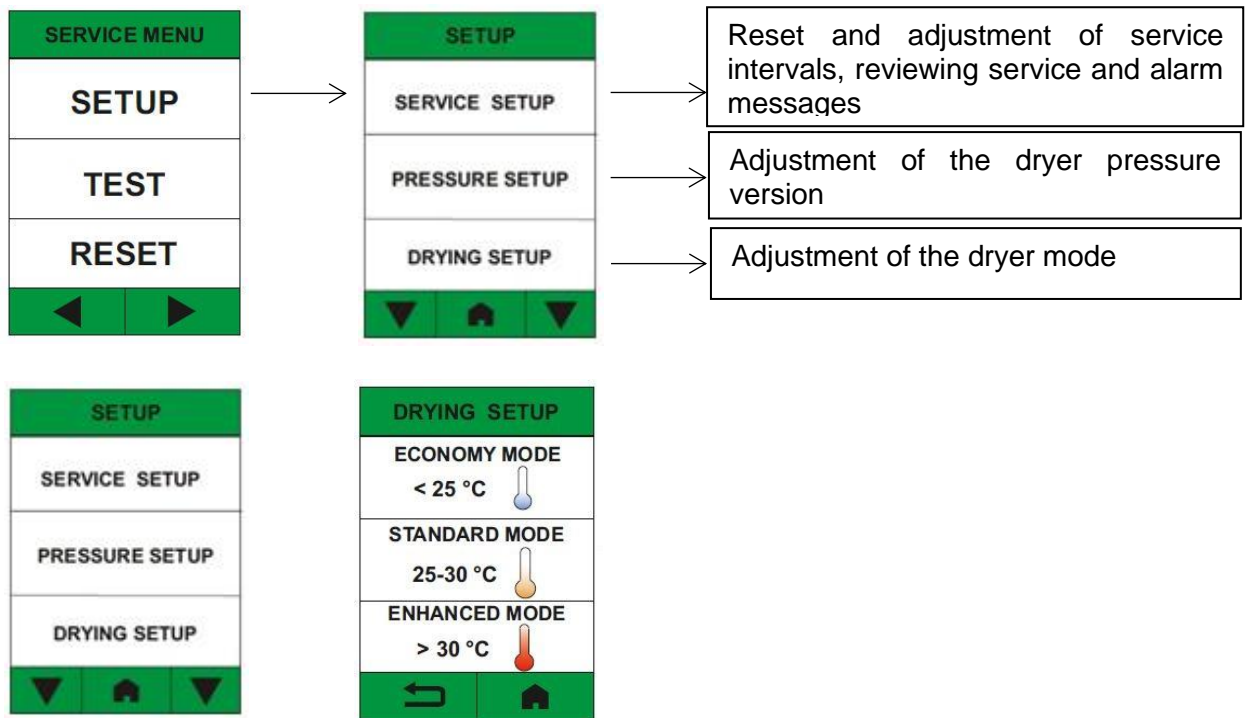 SERVICE MENU
SETUP
TEST
RESET
SETUP
SERVICE SETUP
PRESSURE SETUP
DRYING SETUP
Reset and adjustment of service
intervals, reviewing service and alarm
messages
Adjustment of the dryer pressure
version
Adjustment of the dryer mode
SETUP
SERVICE SETUP
PRESSURE SETUP
DRYING SETUP
DRYING SETUP
ECONOMY MODE
< 25 °C
STANDARD MODE
25-30 °C
ENHANCED MODE
> 30 °C